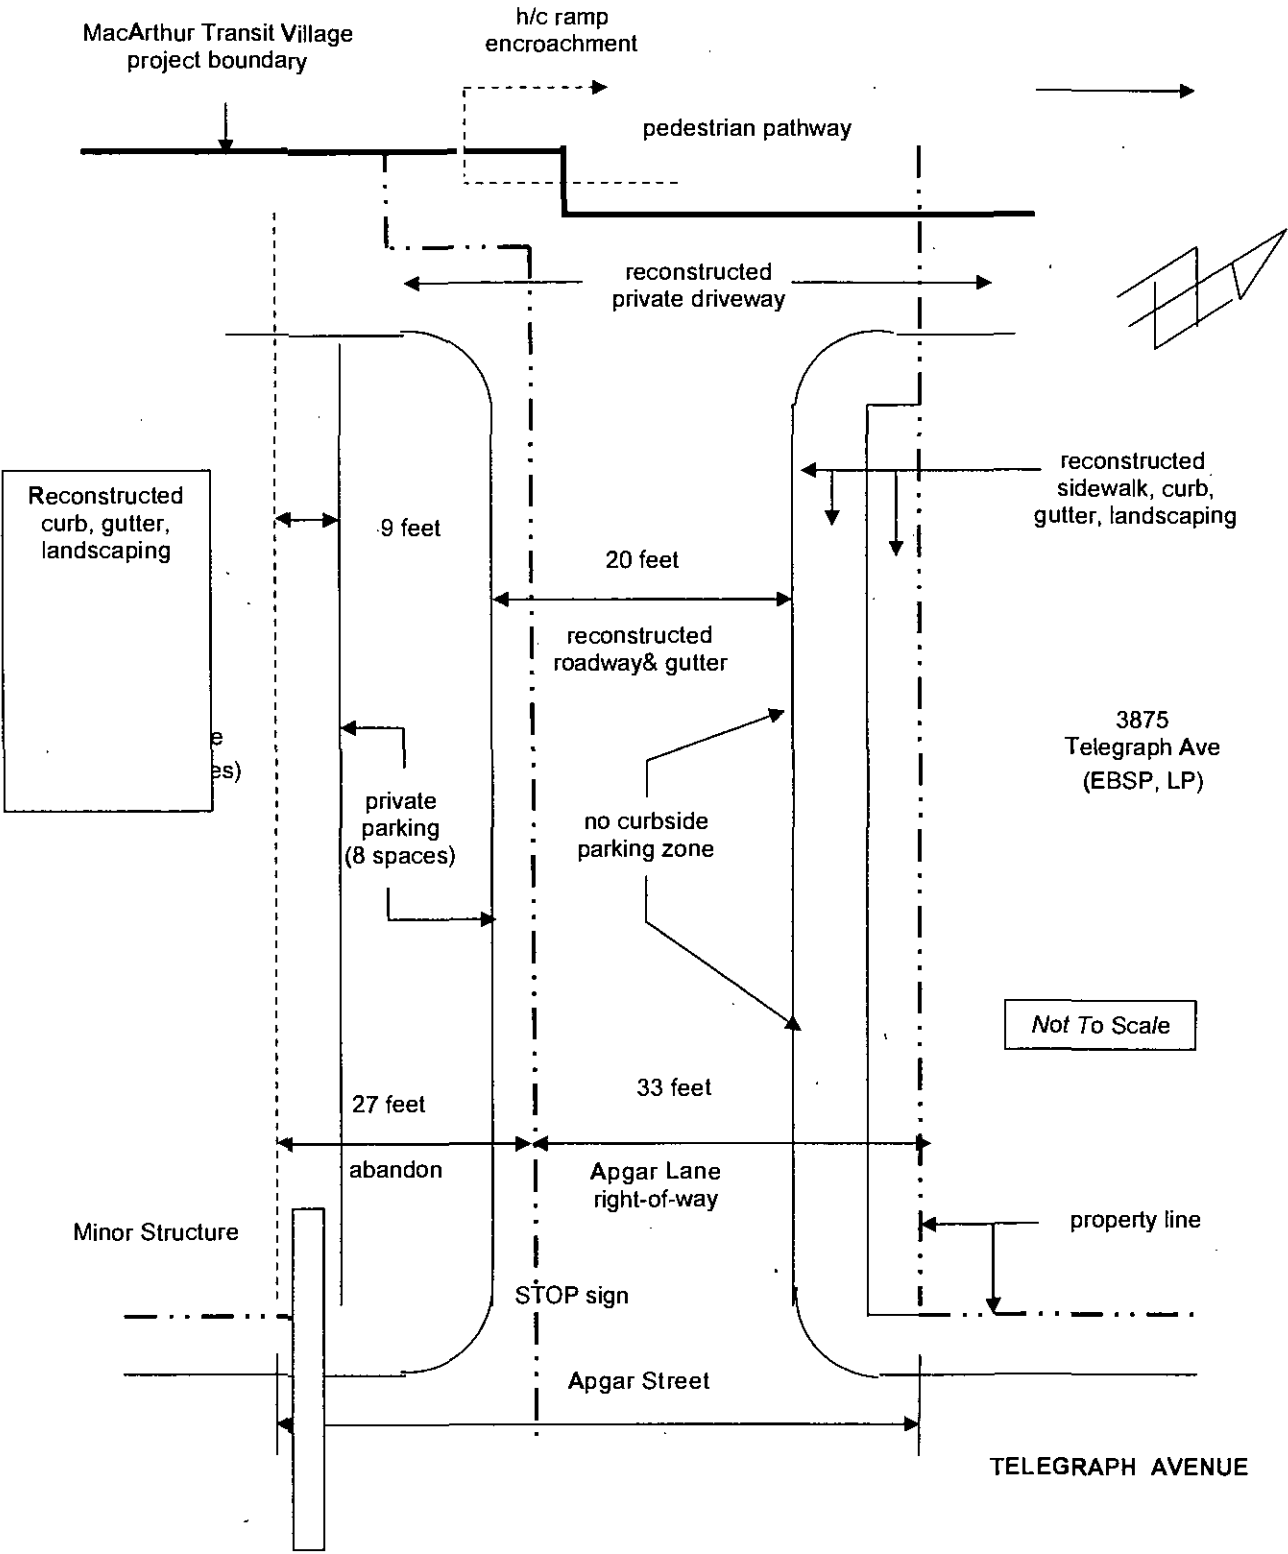 MacArthur Transit Village
project boundary
h/c ramp
encroachment
pedestrian pathway
reconstructed
private driveway
Reconstructed
curb, gutter,
landscaping
9 feet
20 feet
reconstructed
sidewalk, curb,
gutter, landscaping
reconstructed
roadway& gutter
e
es)
3875
Telegraph Ave
(EBSP, LP)
private
parking
(8 spaces)
no curbside
parking zone
Not To Scale
27 feet
33 feet
abandon
Apgar Lane
right-of-way
Minor Structure
property line
STOP sign
Apgar Street
TELEGRAPH AVENUE